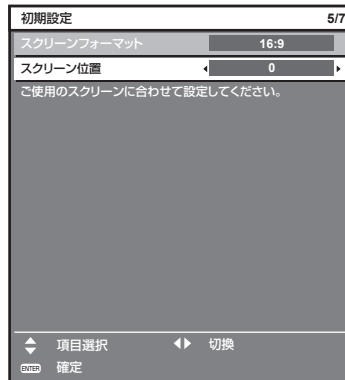 初期設定 5/7
スクリーンフォーマット 16:9
スクリーン位置 0
ご使用のスクリーンに合わせて設定してください。
項目選択 切換
ENTER 確定